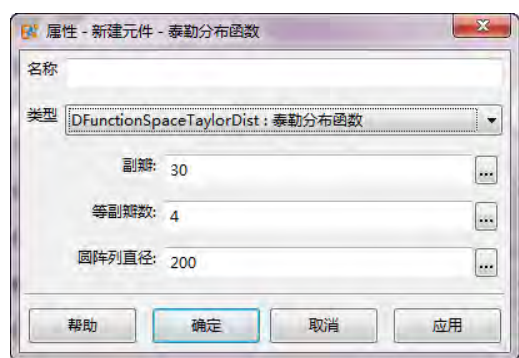 属性 - 新建元件 - 泰勒分布函数
名称
类型 DFunctionSpaceTaylorDist : 泰勒分布函数
副瓣: 30 ...
等副瓣数: 4 ...
圆阵列直径: 200 ...
帮助 确定 取消 应用